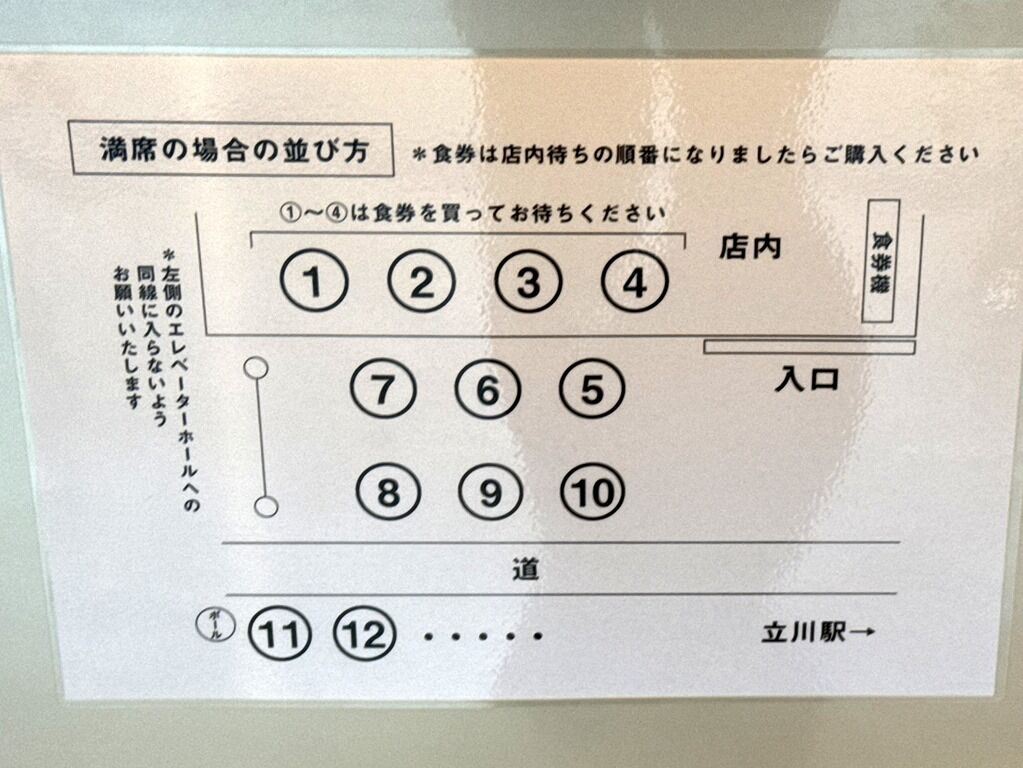 満席の場合の並び方
＊食券は店内待ちの順番になりましたらご購入ください
①～④は食券を買ってお待ちください
① ② ③ ④
店内
食券機
＊左側のエレベーターホールへの
同線に入らないよう
お願いいたします
⑦ ⑥ ⑤
入口
⑧ ⑨ ⑩
道
ポール
⑪ ⑫ ・・・・・
立川駅→